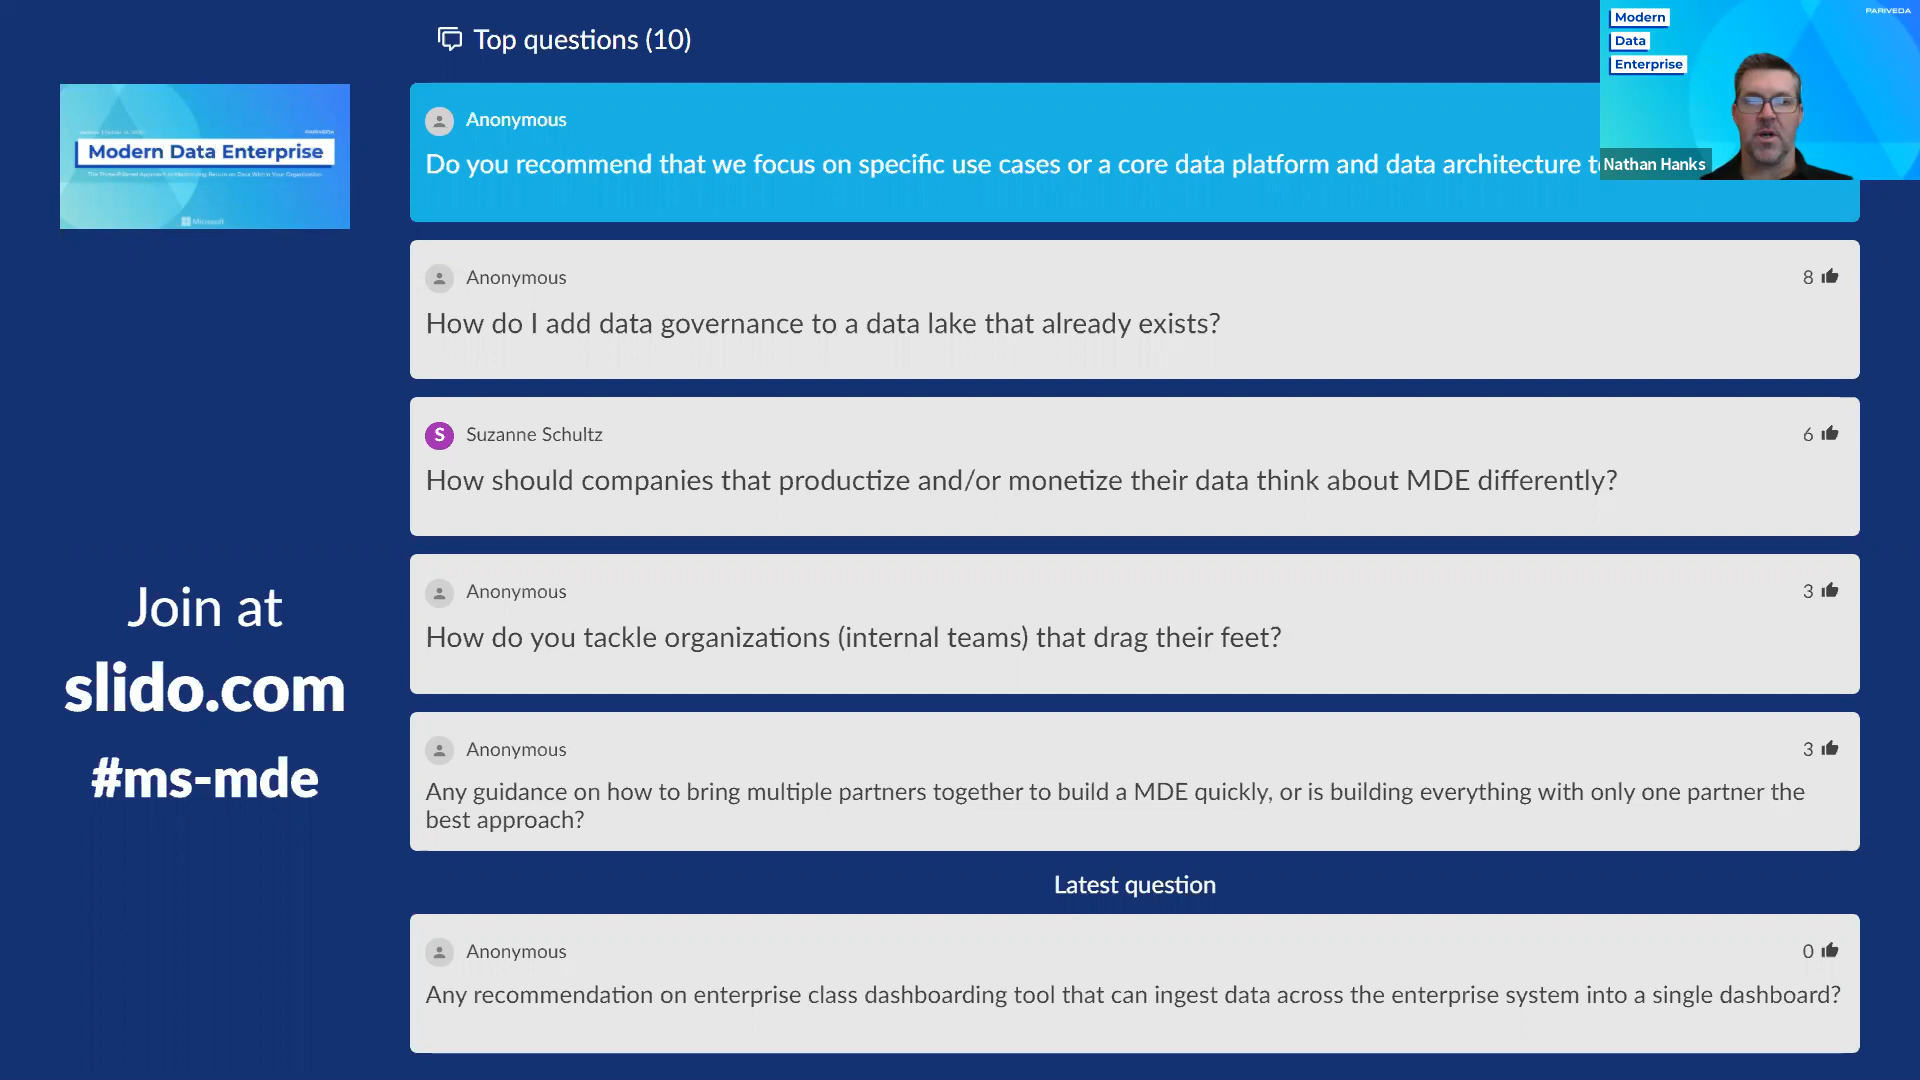 Top questions (10)
PARIVEDA
Modern
Data
Enterprise
Nathan Hanks
PARIVEDA
Modern Data Enterprise
Microsoft
Join at
slido.com
#ms-mde
Anonymous
Do you recommend that we focus on specific use cases or a core data platform and data architecture
Anonymous
8
How do I add data governance to a data lake that already exists?
S
Suzanne Schultz
6
How should companies that productize and/or monetize their data think about MDE differently?
Anonymous
3
How do you tackle organizations (internal teams) that drag their feet?
Anonymous
3
Any guidance on how to bring multiple partners together to build a MDE quickly, or is building everything with only one partner the
best approach?
Latest question
Anonymous
0
Any recommendation on enterprise class dashboarding tool that can ingest data across the enterprise system into a single dashboard?